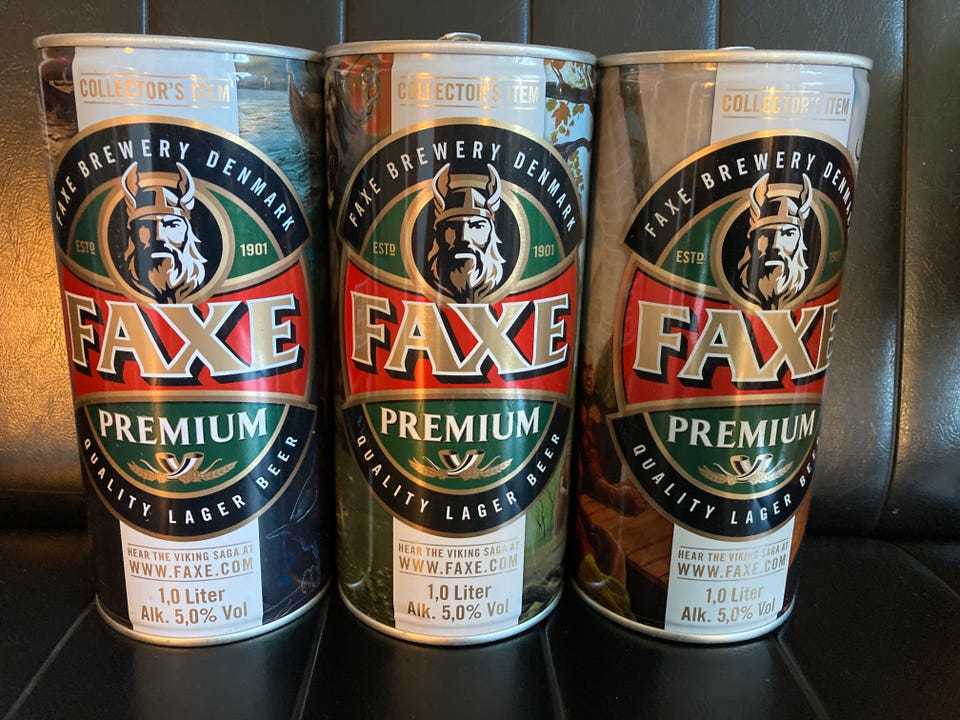 COLLECTOR'S ITEM
FAXE BREWERY DENMARK
ESTD 1901
FAXE
PREMIUM
QUALITY LAGER BEER
HEAR THE VIKING SAGA AT
WWW.FAXE.COM
1,0 Liter
Alk. 5,0% Vol
COLLECTOR'S ITEM
FAXE BREWERY DENMARK
ESTD 1901
FAXE
PREMIUM
QUALITY LAGER BEER
HEAR THE VIKING SAGA AT
WWW.FAXE.COM
1,0 Liter
Alk. 5,0% Vol
COLLECTOR'S ITEM
FAXE BREWERY DENMARK
ESTD 1901
FAXE
PREMIUM
QUALITY LAGER BEER
HEAR THE VIKING SAGA AT
WWW.FAXE.COM
1,0 Liter
Alk. 5,0% Vol